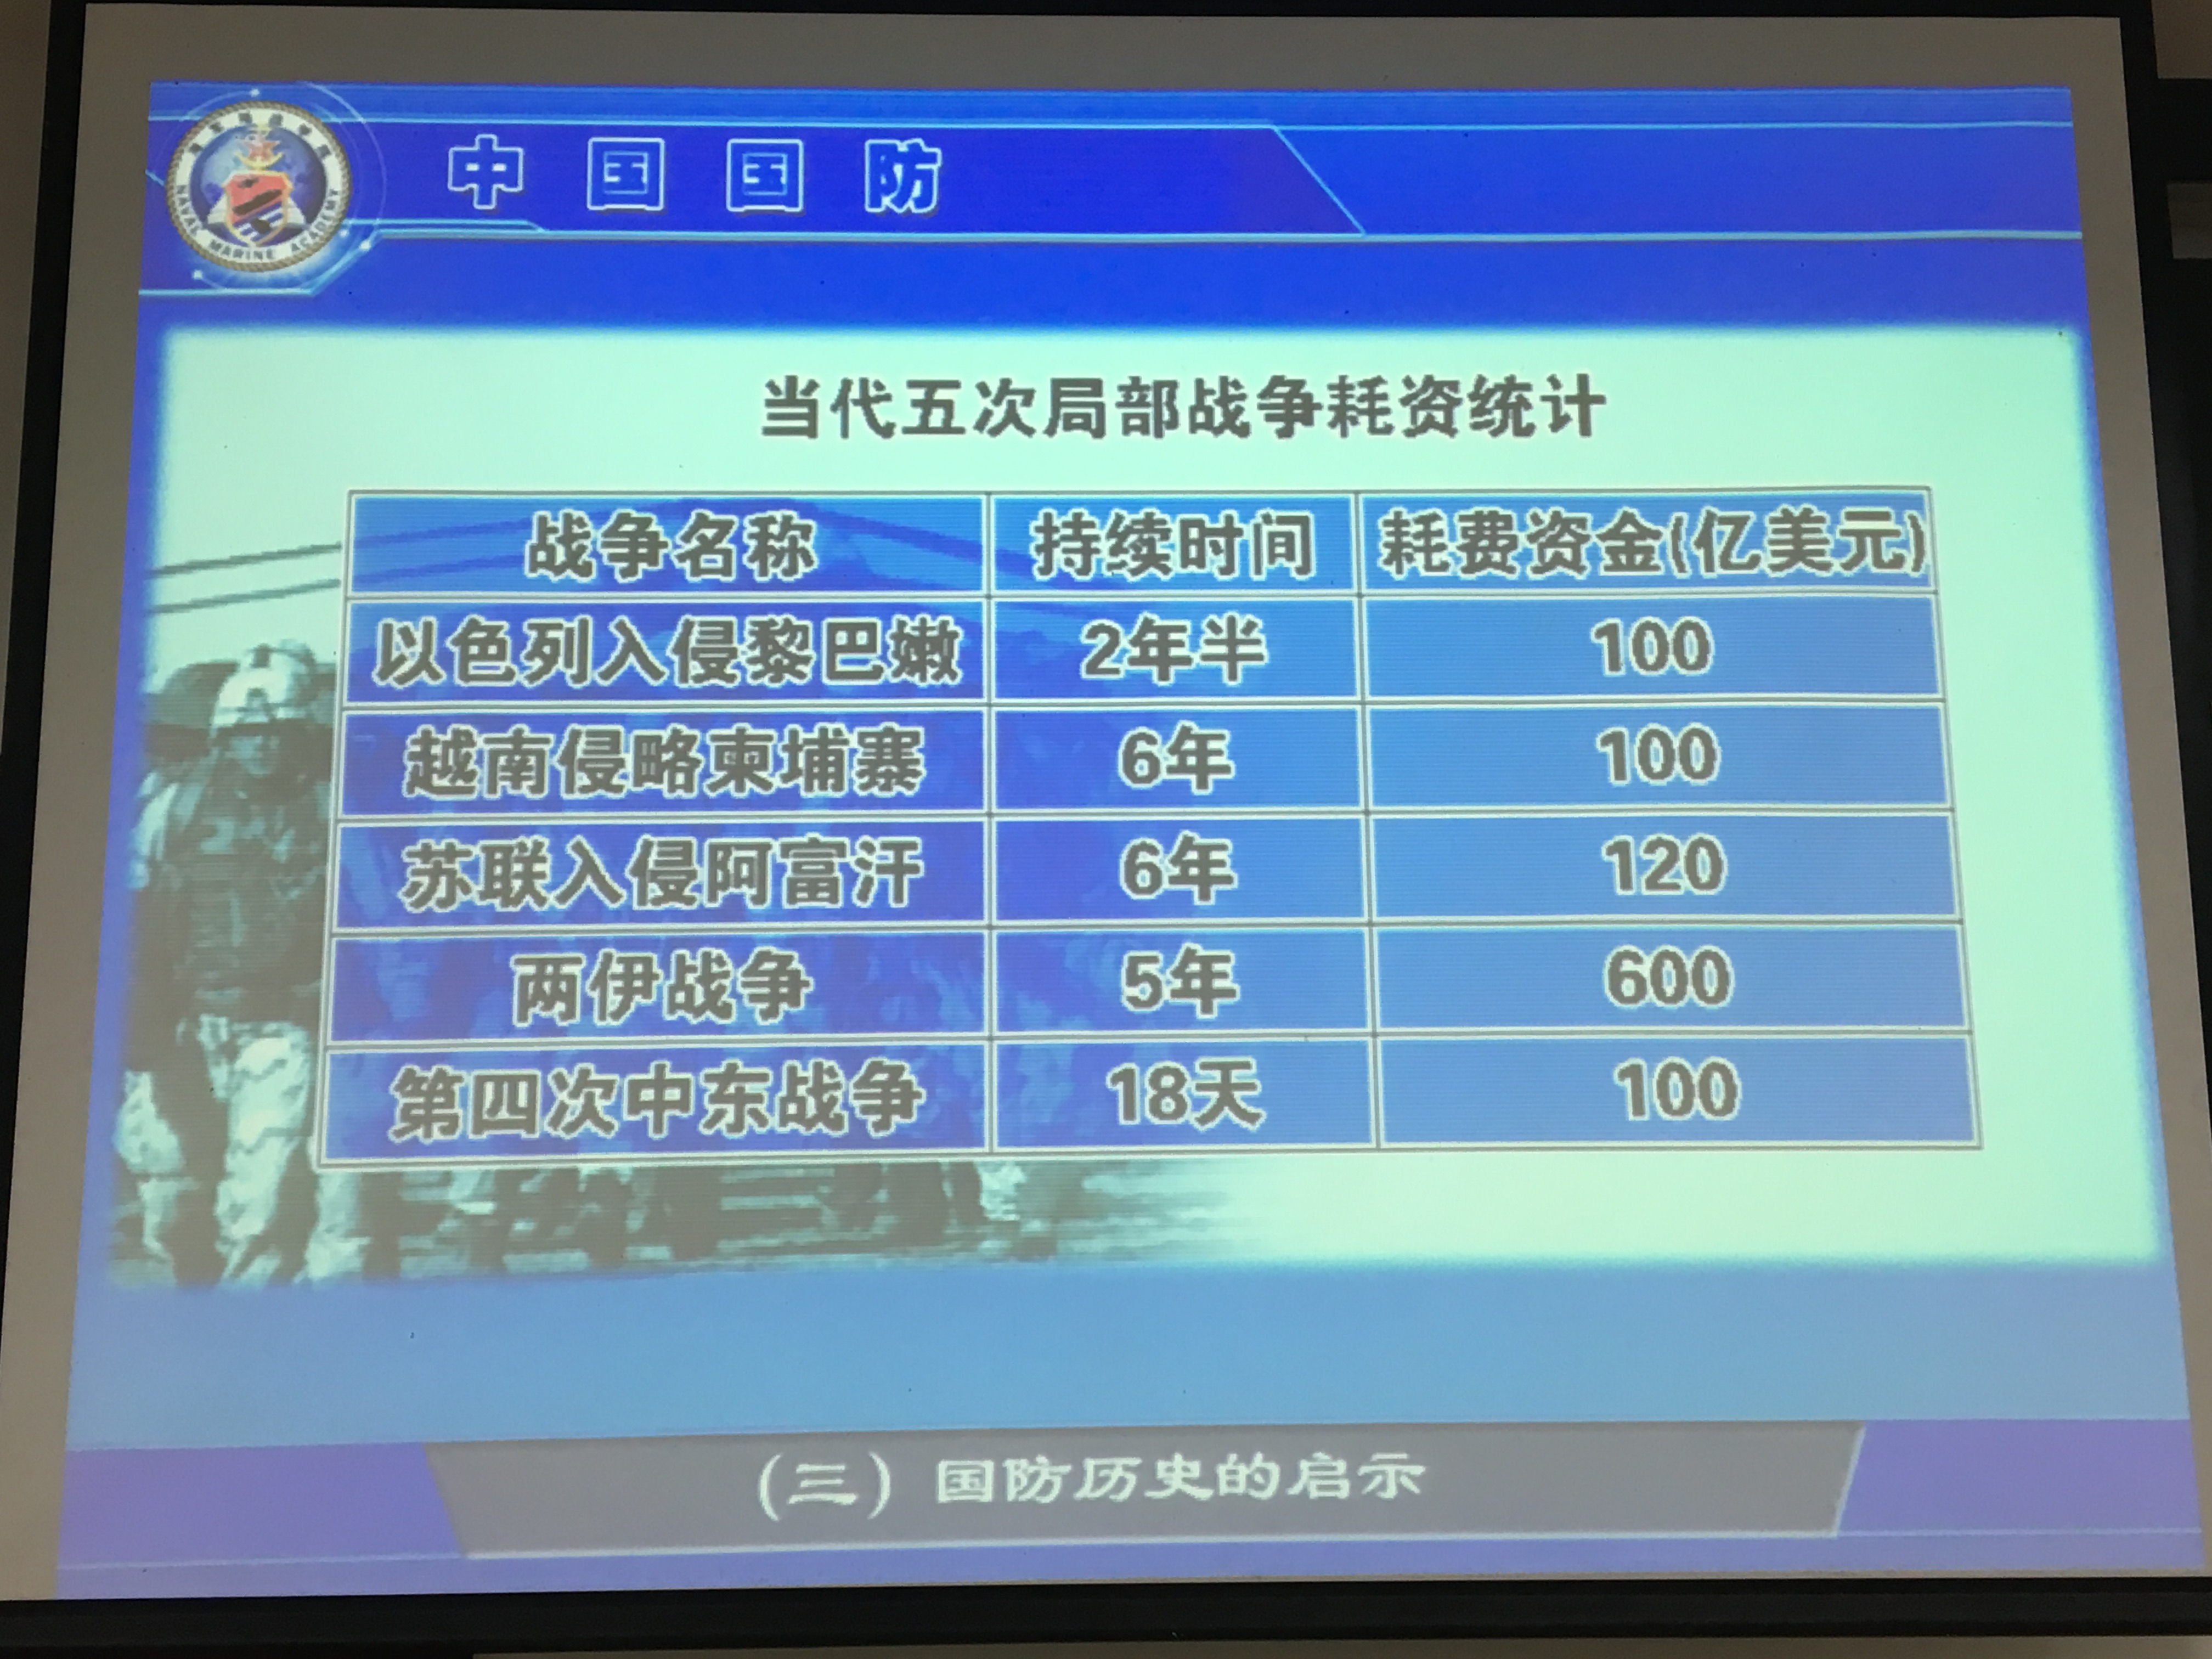 中国国防
NAVAL MARINE ACADEMY
当代五次局部战争耗资统计
战争名称 持续时间 耗费资金(亿美元)
以色列入侵黎巴嫩 2年半 100
越南侵略柬埔寨 6年 100
苏联入侵阿富汗 6年 120
两伊战争 5年 600
第四次中东战争 18天 100
(三) 国防历史的启示